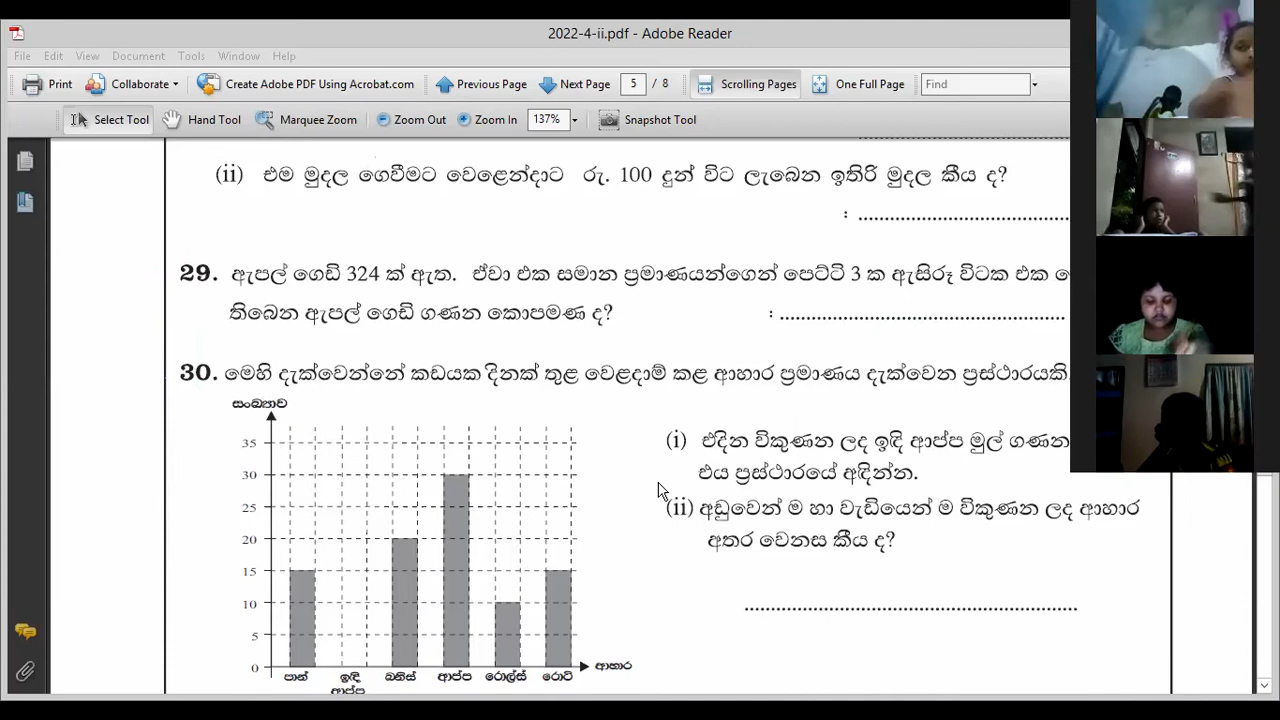 2022-4-ii.pdf - Adobe Reader
File Edit View Document Tools Window Help
Print Collaborate Create Adobe PDF Using Acrobat.com Previous Page Next Page 5 / 8 Scrolling Pages One Full Page Find
Select Tool Hand Tool Marquee Zoom Zoom Out Zoom In 137% Snapshot Tool
(ii) එම මුදල ගෙවීමට වෙළෙන්දාට රු. 100 දුන් විට ලැබෙන ඉතිරි මුදල කීය ද?
: ........................................
29. ඇපල් ගෙඩි 324 ක් ඇත. ඒවා එක සමාන ප්‍රමාණයන්ගෙන් පෙට්ටි 3 ක ඇසිරූ විටක එක
තිබෙන ඇපල් ගෙඩි ගණන කොපමණ ද? : ........................................................
30. මෙහි දැක්වෙන්නේ කඩයක දිනක් තුළ වෙළදාම් කළ ආහාර ප්‍රමාණය දැක්වෙන ප්‍රස්ථාරයකි.
සංඛ්‍යාව
35
30
25
20
15
10
5
0
පාන් ඉඳි ආප්ප බනිස් ආප්ප රොල්ස් රොටි ආහාර
(i) එදින විකුණන ලද ඉඳි ආප්ප මුල් ගණන
එය ප්‍රස්ථාරයේ අඳින්න.
(ii) අඩුවෙන් ම හා වැඩියෙන් ම විකුණන ලද ආහාර
අතර වෙනස කීය ද?
................................................................